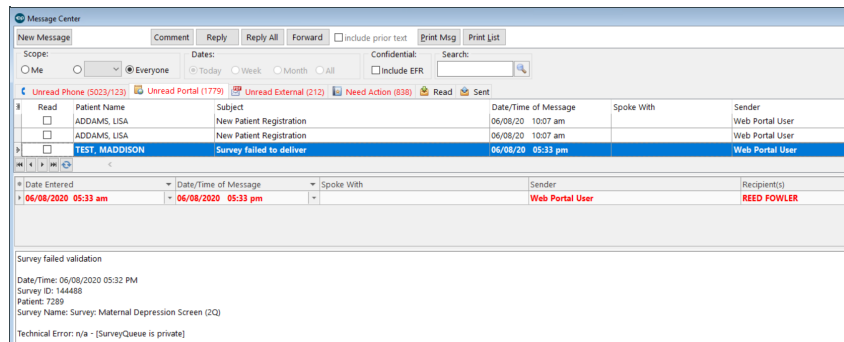 Message Center
New Message Comment Reply Reply All Forward include prior text Print Msg Print List
Scope: Dates: Confidential: Search:
Me Everyone Today Week Month All Include EFR
Unread Phone (5023/123) Unread Portal (1779) Unread External (212) Need Action (838) Read Sent
Read Patient Name Subject Date/Time of Message Spoke With Sender
ADDAMS, LISA New Patient Registration 06/08/20 10:07 am Web Portal User
ADDAMS, LISA New Patient Registration 06/08/20 10:07 am Web Portal User
TEST, MADDISON Survey failed to deliver 06/08/20 05:33 pm Web Portal User
Date Entered Date/Time of Message Spoke With Sender Recipient(s)
06/08/2020 05:33 am 06/08/2020 05:33 pm Web Portal User REED FOWLER
Survey failed validation
Date/Time: 06/08/2020 05:32 PM
Survey ID: 144488
Patient: 7289
Survey Name: Survey: Maternal Depression Screen (2Q)
Technical Error: n/a - [SurveyQueue is private]